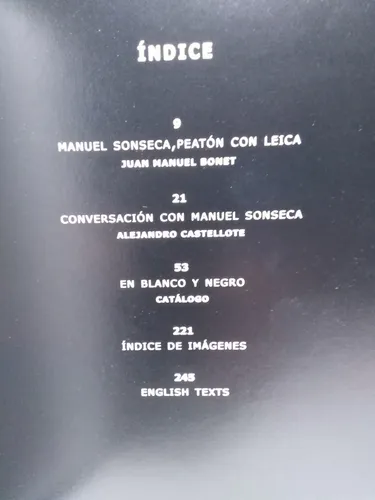 ÍNDICE
9
MANUEL SONSECA, PEATÓN CON LEICA
JUAN MANUEL BONET
21
CONVERSACIÓN CON MANUEL SONSECA
ALEJANDRO CASTELLOTE
53
EN BLANCO Y NEGRO
CATÁLOGO
221
ÍNDICE DE IMÁGENES
245
ENGLISH TEXTS